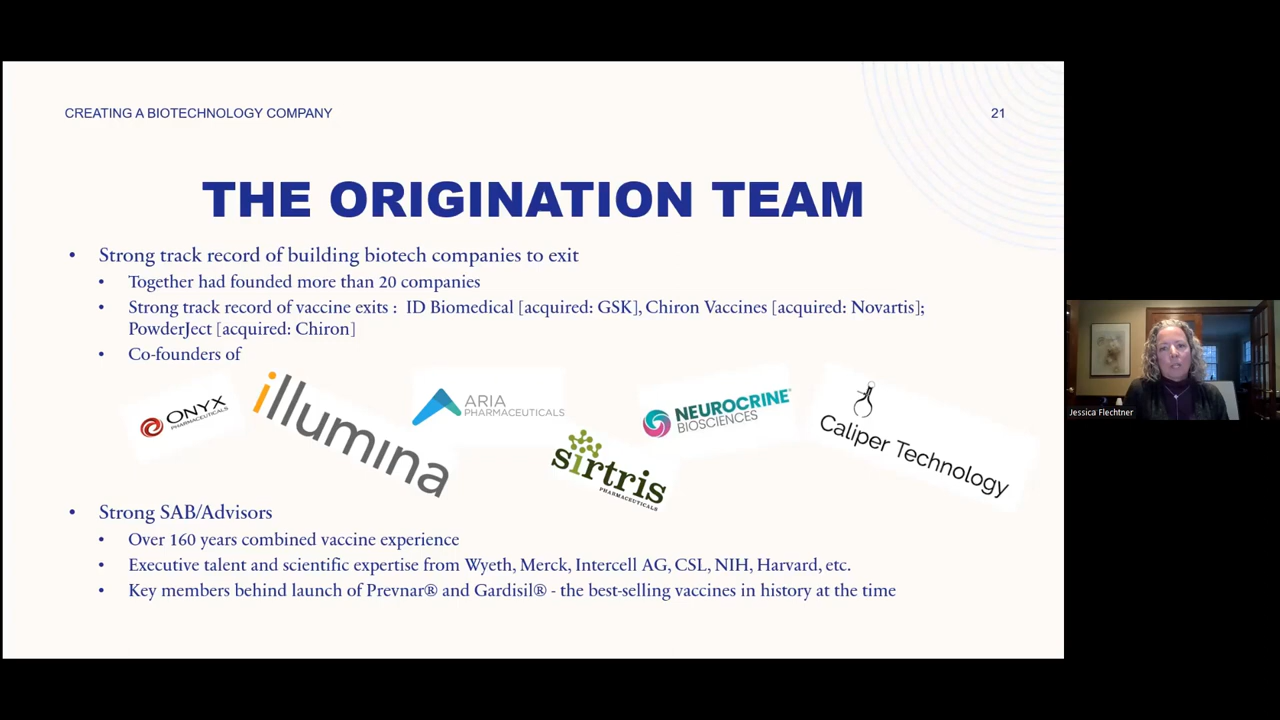 CREATING A BIOTECHNOLOGY COMPANY
21
THE ORIGINATION TEAM
• Strong track record of building biotech companies to exit
• Together had founded more than 20 companies
• Strong track record of vaccine exits : ID Biomedical [acquired: GSK], Chiron Vaccines [acquired: Novartis];
PowderJect [acquired: Chiron]
• Co-founders of
ONYX
PHARMACEUTICALS
illumina
ARIA
PHARMACEUTICALS
sirtris
PHARMACEUTICALS
NEUROCRINE®
BIOSCIENCES
Caliper Technology
• Strong SAB/Advisors
• Over 160 years combined vaccine experience
• Executive talent and scientific expertise from Wyeth, Merck, Intercell AG, CSL, NIH, Harvard, etc.
• Key members behind launch of Prevnar® and Gardisil® - the best-selling vaccines in history at the time
Jessica Flechtner